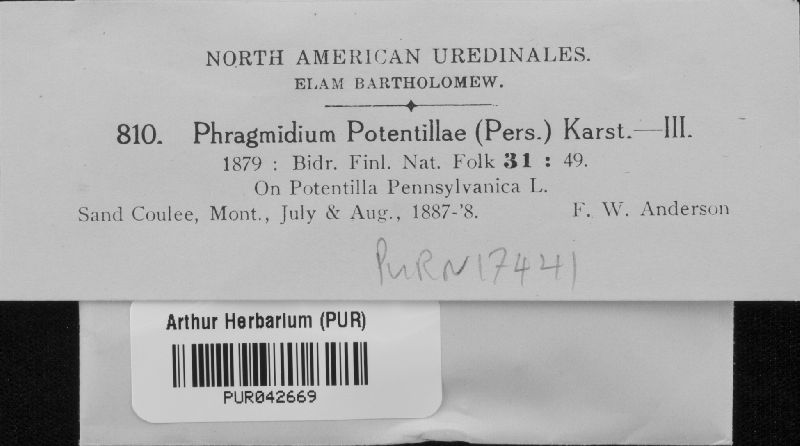 NORTH AMERICAN UREDINALES.
ELAM BARTHOLOMEW.
810. Phragmidium Potentillae (Pers.) Karst.—III.
1879 : Bidr. Finl. Nat. Folk 31 : 49.
On Potentilla Pennsylvanica L.
Sand Coulee, Mont., July & Aug., 1887-'8. F. W. Anderson
PURN17441
Arthur Herbarium (PUR)
PUR042669